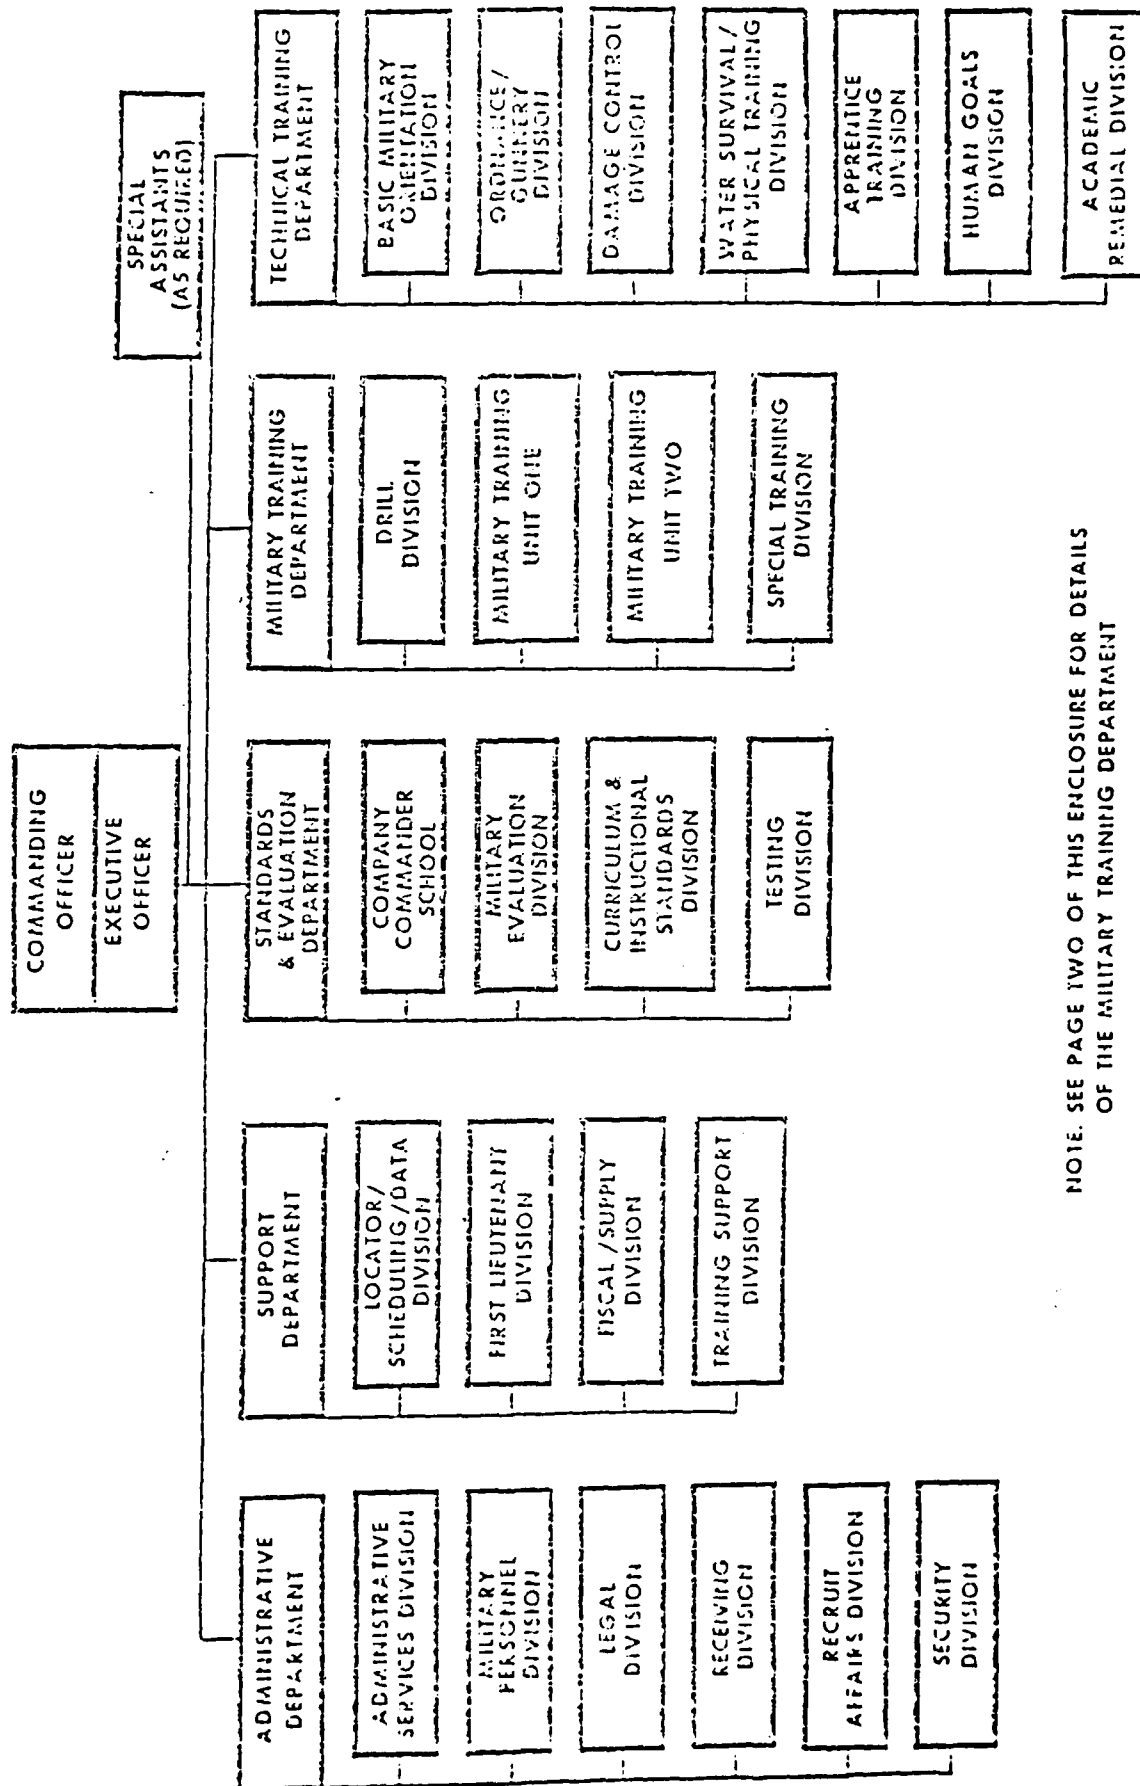 COMMANDING
OFFICER
EXECUTIVE
OFFICER
SPECIAL
ASSISTANTS
(AS REQUIRED)
ADMINISTRATIVE
DEPARTMENT
ADMINISTRATIVE
SERVICES DIVISION
MILITARY
PERSONNEL
DIVISION
LEGAL
DIVISION
RECEIVING
DIVISION
RECRUIT
AFFAIRS DIVISION
SECURITY
DIVISION
SUPPORT
DEPARTMENT
LOCATOR/
SCHEDULING/DATA
DIVISION
FIRST LIEUTENANT
DIVISION
FISCAL/SUPPLY
DIVISION
TRAINING SUPPORT
DIVISION
STANDARDS
& EVALUATION
DEPARTMENT
COMPANY
COMMANDER
SCHOOL
MILITARY
EVALUATION
DIVISION
CURRICULUM &
INSTRUCTIONAL
STANDARDS
DIVISION
TESTING
DIVISION
MILITARY TRAINING
DEPARTMENT
DRILL
DIVISION
MILITARY TRAINING
UNIT ONE
MILITARY TRAINING
UNIT TWO
SPECIAL TRAINING
DIVISION
TECHNICAL TRAINING
DEPARTMENT
BASIC MILITARY
ORIENTATION
DIVISION
ORDNANCE/
GUNNERY
DIVISION
DAMAGE CONTROL
DIVISION
WATER SURVIVAL/
PHYSICAL TRAINING
DIVISION
APPRENTICE
TRAINING
DIVISION
HUMAN GOALS
DIVISION
ACADEMIC
REMEDIAL DIVISION
NOTE. SEE PAGE TWO OF THIS ENCLOSURE FOR DETAILS
OF THE MILITARY TRAINING DEPARTMENT